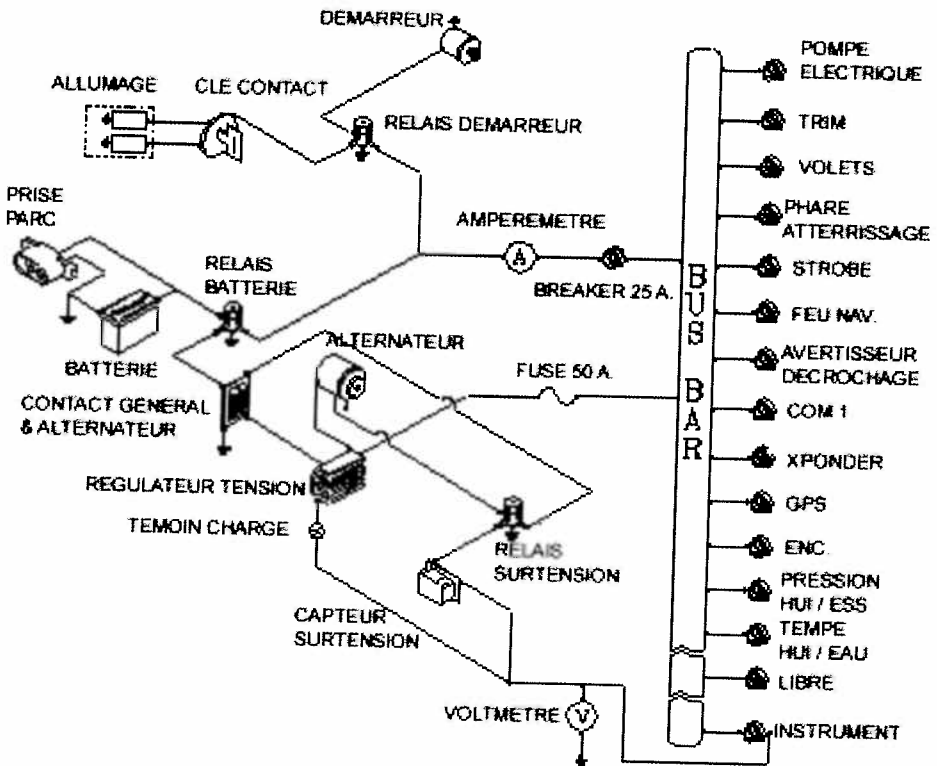 DEMARREUR
ALLUMAGE
CLE CONTACT
RELAIS DEMARREUR
PRISE
PARC
RELAIS
BATTERIE
BATTERIE
AMPEREMETRE
A
BREAKER 25 A.
ALTERNATEUR
FUSE 50 A.
CONTACT GENERAL
& ALTERNATEUR
REGULATEUR TENSION
TEMOIN CHARGE
RELAIS
SURTENSION
CAPTEUR
SURTENSION
VOLTMETRE
V
BUS BAR
POMPE
ELECTRIQUE
TRIM
VOLETS
PHARE
ATTERRISSAGE
STROBE
FEU NAV.
AVERTISSEUR
DECROCHAGE
COM 1
XPONDER
GPS
ENC.
PRESSION
HUI / ESS
TEMPE
HUI / EAU
LIBRE
INSTRUMENT